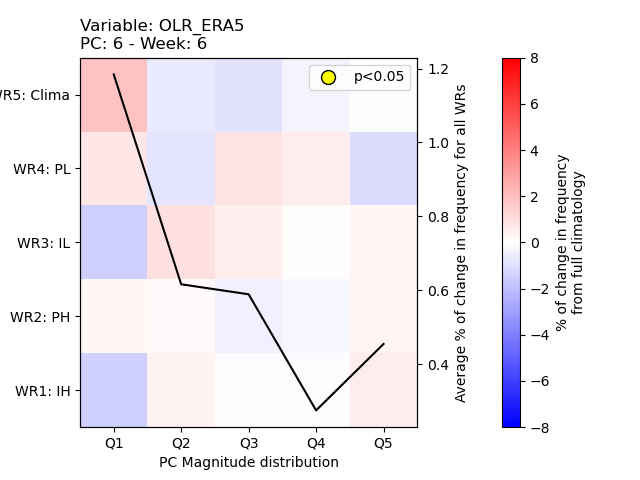 Variable: OLR_ERA5
PC: 6 - Week: 6
p<0.05
WR5: Clima
WR4: PL
WR3: IL
WR2: PH
WR1: IH
Q1 Q2 Q3 Q4 Q5
PC Magnitude distribution
1.2
1.0
0.8
0.6
0.4
Average % of change in frequency for all WRs
8
6
4
2
0
−2
−4
−6
−8
% of change in frequency
from full climatology